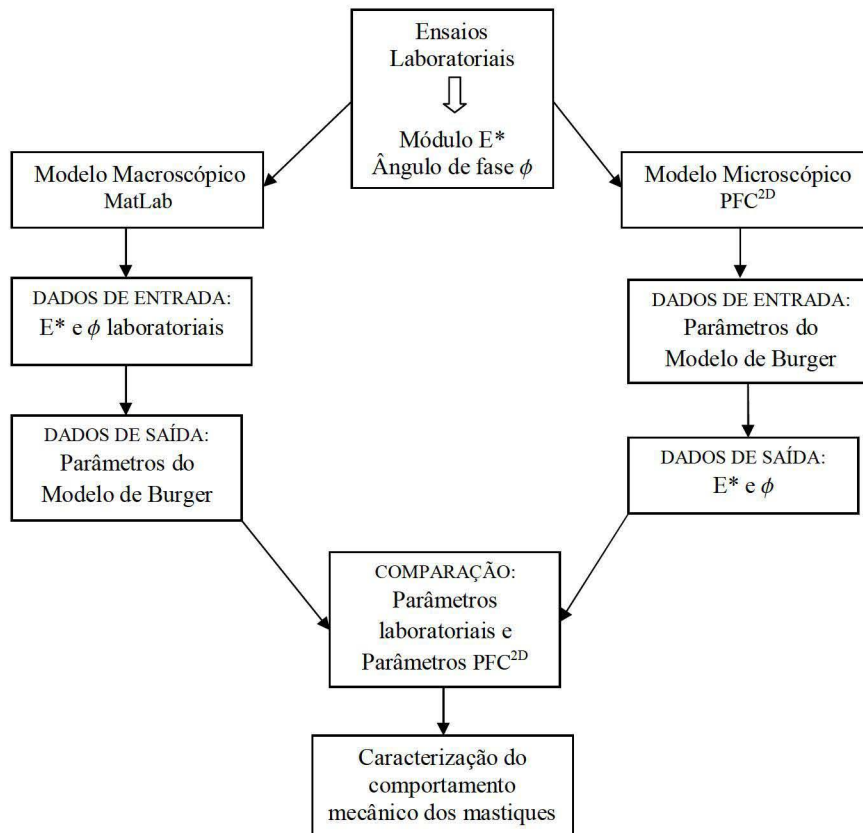 Ensaios
Laboratoriais
Módulo E*
Ângulo de fase ϕ
Modelo Macroscópico
MatLab
Modelo Microscópico
PFC²ᴰ
DADOS DE ENTRADA:
E* e ϕ laboratoriais
DADOS DE ENTRADA:
Parâmetros do
Modelo de Burger
DADOS DE SAÍDA:
Parâmetros do
Modelo de Burger
DADOS DE SAÍDA:
E* e ϕ
COMPARAÇÃO:
Parâmetros
laboratoriais e
Parâmetros PFC²ᴰ
Caracterização do
comportamento
mecânico dos mastiques